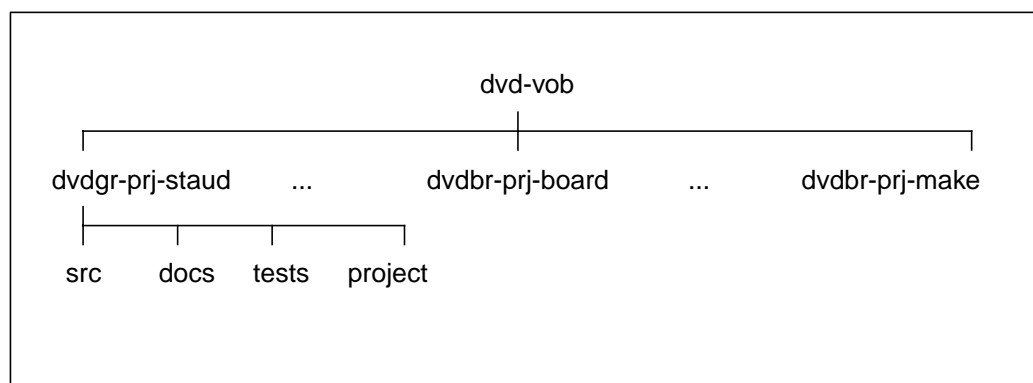 dvd-vob
dvdgr-prj-staud ... dvdbr-prj-board ... dvdbr-prj-make
src docs tests project